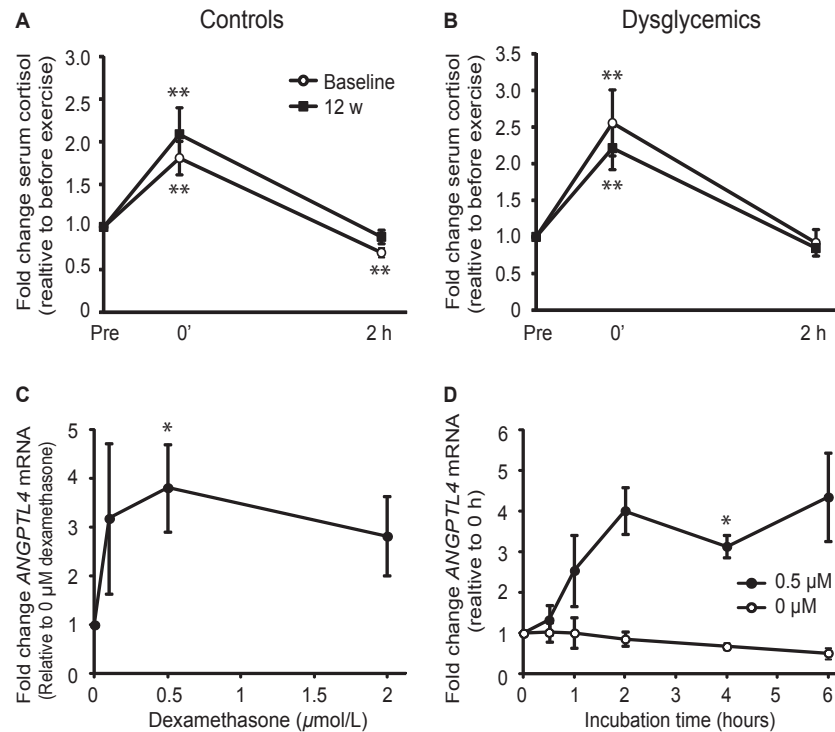 A
Controls
Fold change serum cortisol
(realtive to before exercise)
3.0
2.5
2.0
1.5
1.0
0.5
0
**
**
**
Baseline
12 w
Pre
0'
2 h
B
Dysglycemics
Fold change serum cortisol
(realtive to before exercise)
3.5
3.0
2.5
2.0
1.5
1.0
0.5
0
**
**
Pre
0'
2 h
C
Fold change ANGPTL4 mRNA
(Relative to 0 µM dexamethasone)
5
4
3
2
1
0
*
0
0.5
1
1.5
2
Dexamethasone (µmol/L)
D
Fold change ANGPTL4 mRNA
(realtive to 0 h)
6
5
4
3
2
1
0
*
0.5 µM
0 µM
0
1
2
3
4
5
6
Incubation time (hours)